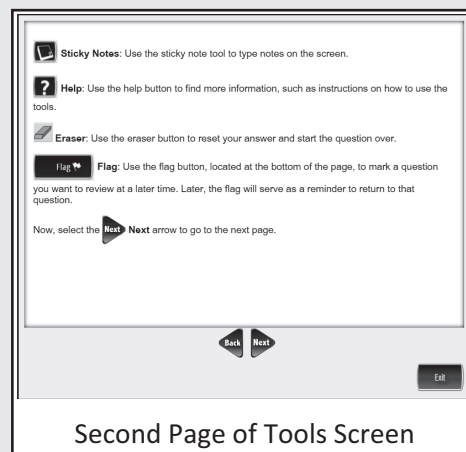 Sticky Notes: Use the sticky note tool to type notes on the screen.
? Help: Use the help button to find more information, such as instructions on how to use the
tools.
Eraser: Use the eraser button to reset your answer and start the question over.
Flag Flag: Use the flag button, located at the bottom of the page, to mark a question
you want to review at a later time. Later, the flag will serve as a reminder to return to that
question.
Now, select the Next Next arrow to go to the next page.
Back Next
Exit
Second Page of Tools Screen